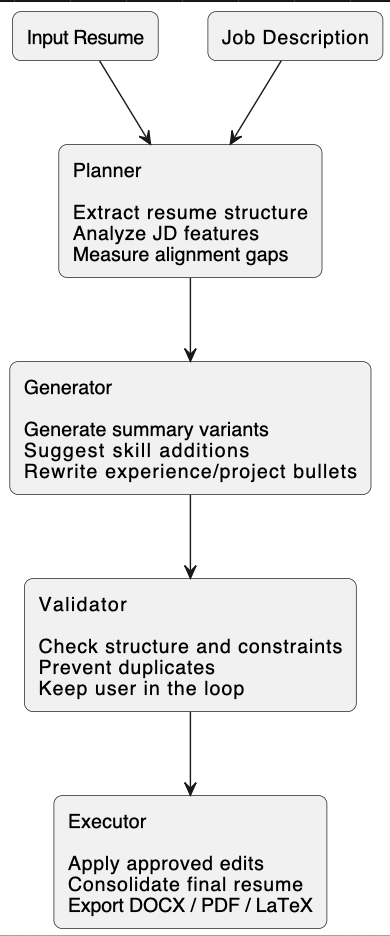 Input Resume
Job Description
Planner
Extract resume structure
Analyze JD features
Measure alignment gaps
Generator
Generate summary variants
Suggest skill additions
Rewrite experience/project bullets
Validator
Check structure and constraints
Prevent duplicates
Keep user in the loop
Executor
Apply approved edits
Consolidate final resume
Export DOCX / PDF / LaTeX